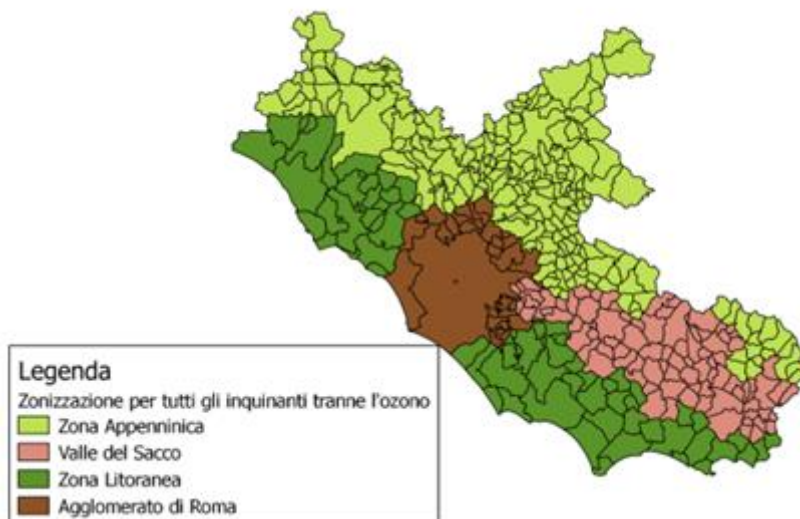 Legenda
Zonizzazione per tutti gli inquinanti tranne l'ozono
Zona Appenninica
Valle del Sacco
Zona Litoranea
Agglomerato di Roma